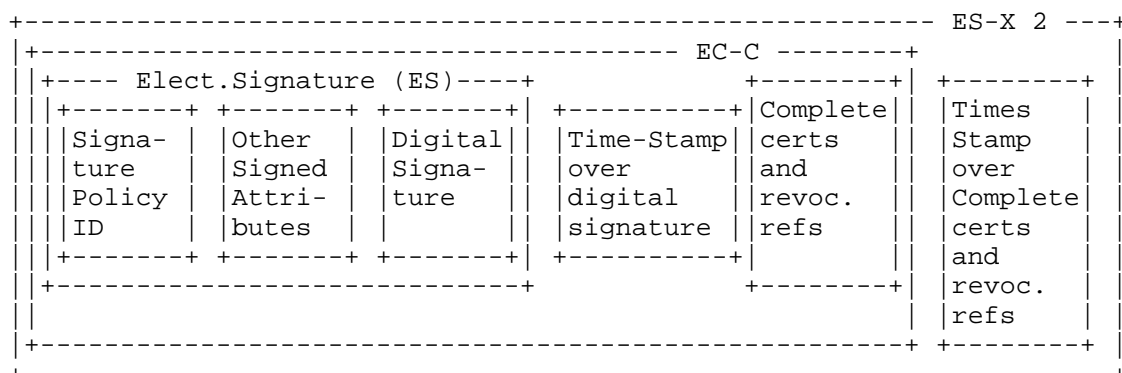 +--------------------------------------------------------- ES-X 2 ---+
|+---------------------------------------- EC-C --------+            |
||+---- Elect.Signature (ES)----+             +--------+| +--------+ |
|||+-------+ +-------+ +-------+| +----------+|Complete|| |Times   | |
||||Signa- | |Other  | |Digital|| |Time-Stamp||certs   || |Stamp   | |
||||ture   | |Signed | |Signa- || |over      ||and     || |over    | |
||||Policy | |Attri- | |ture   || |digital   ||revoc.  || |Complete| |
||||ID     | |butes  | |       || |signature ||refs    || |certs   | |
|||+-------+ +-------+ +-------+| +----------+|        || |and     | |
||+-----------------------------+             +--------+| |revoc.  | |
||                                                      | |refs    | |
|+------------------------------------------------------+ +--------+ |